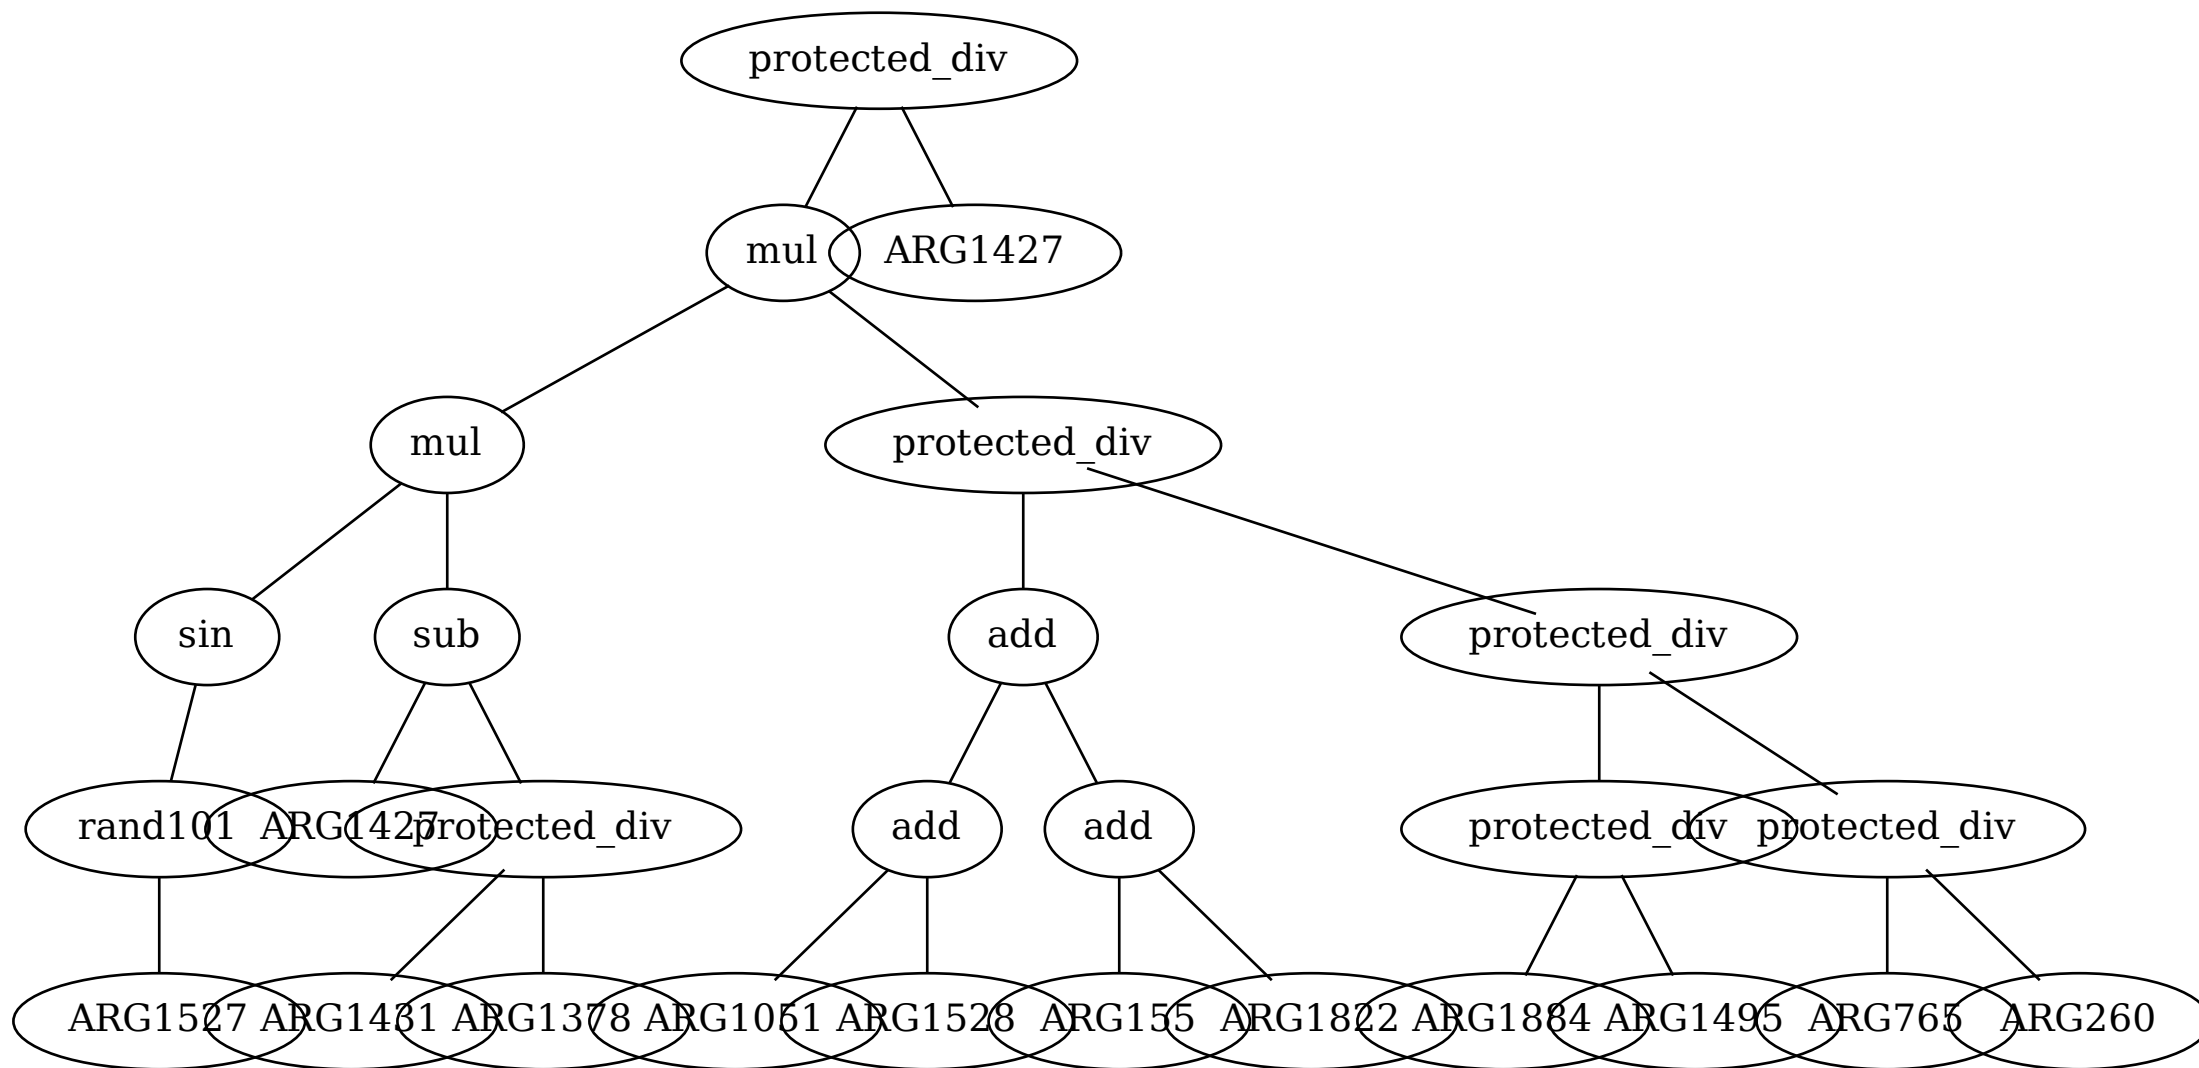 protected_div
mul ARG1427
mul protected_div
sin sub add protected_div
rand101 ARG1427 protected_div add add protected_div protected_div
ARG1527 ARG1431 ARG1378 ARG1051 ARG1528 ARG155 ARG1822 ARG1884 ARG1495 ARG765 ARG260